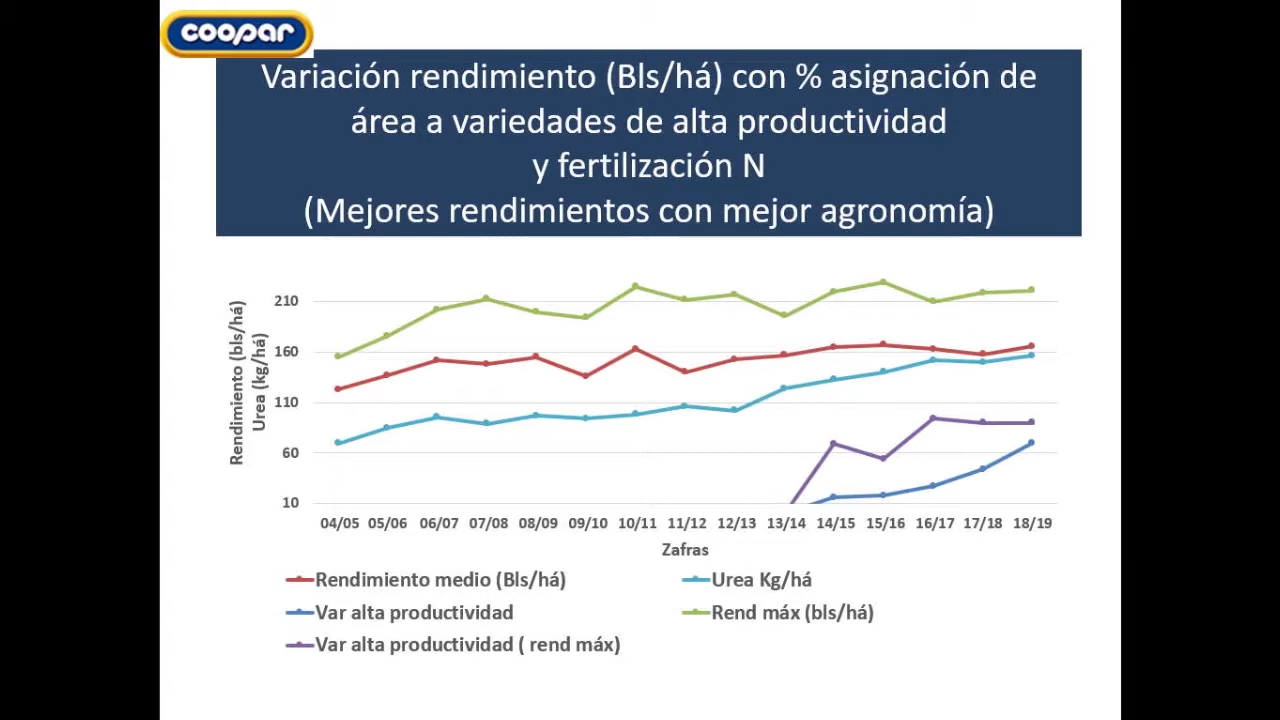 coopar
Variación rendimiento (Bls/há) con % asignación de
área a variedades de alta productividad
y fertilización N
(Mejores rendimientos con mejor agronomía)
Rendimiento (bls/há)
Urea (kg/há)
210
160
110
60
10
04/05 05/06 06/07 07/08 08/09 09/10 10/11 11/12 12/13 13/14 14/15 15/16 16/17 17/18 18/19
Zafras
Rendimiento medio (Bls/há)
Urea Kg/há
Var alta productividad
Rend máx (bls/há)
Var alta productividad ( rend máx)